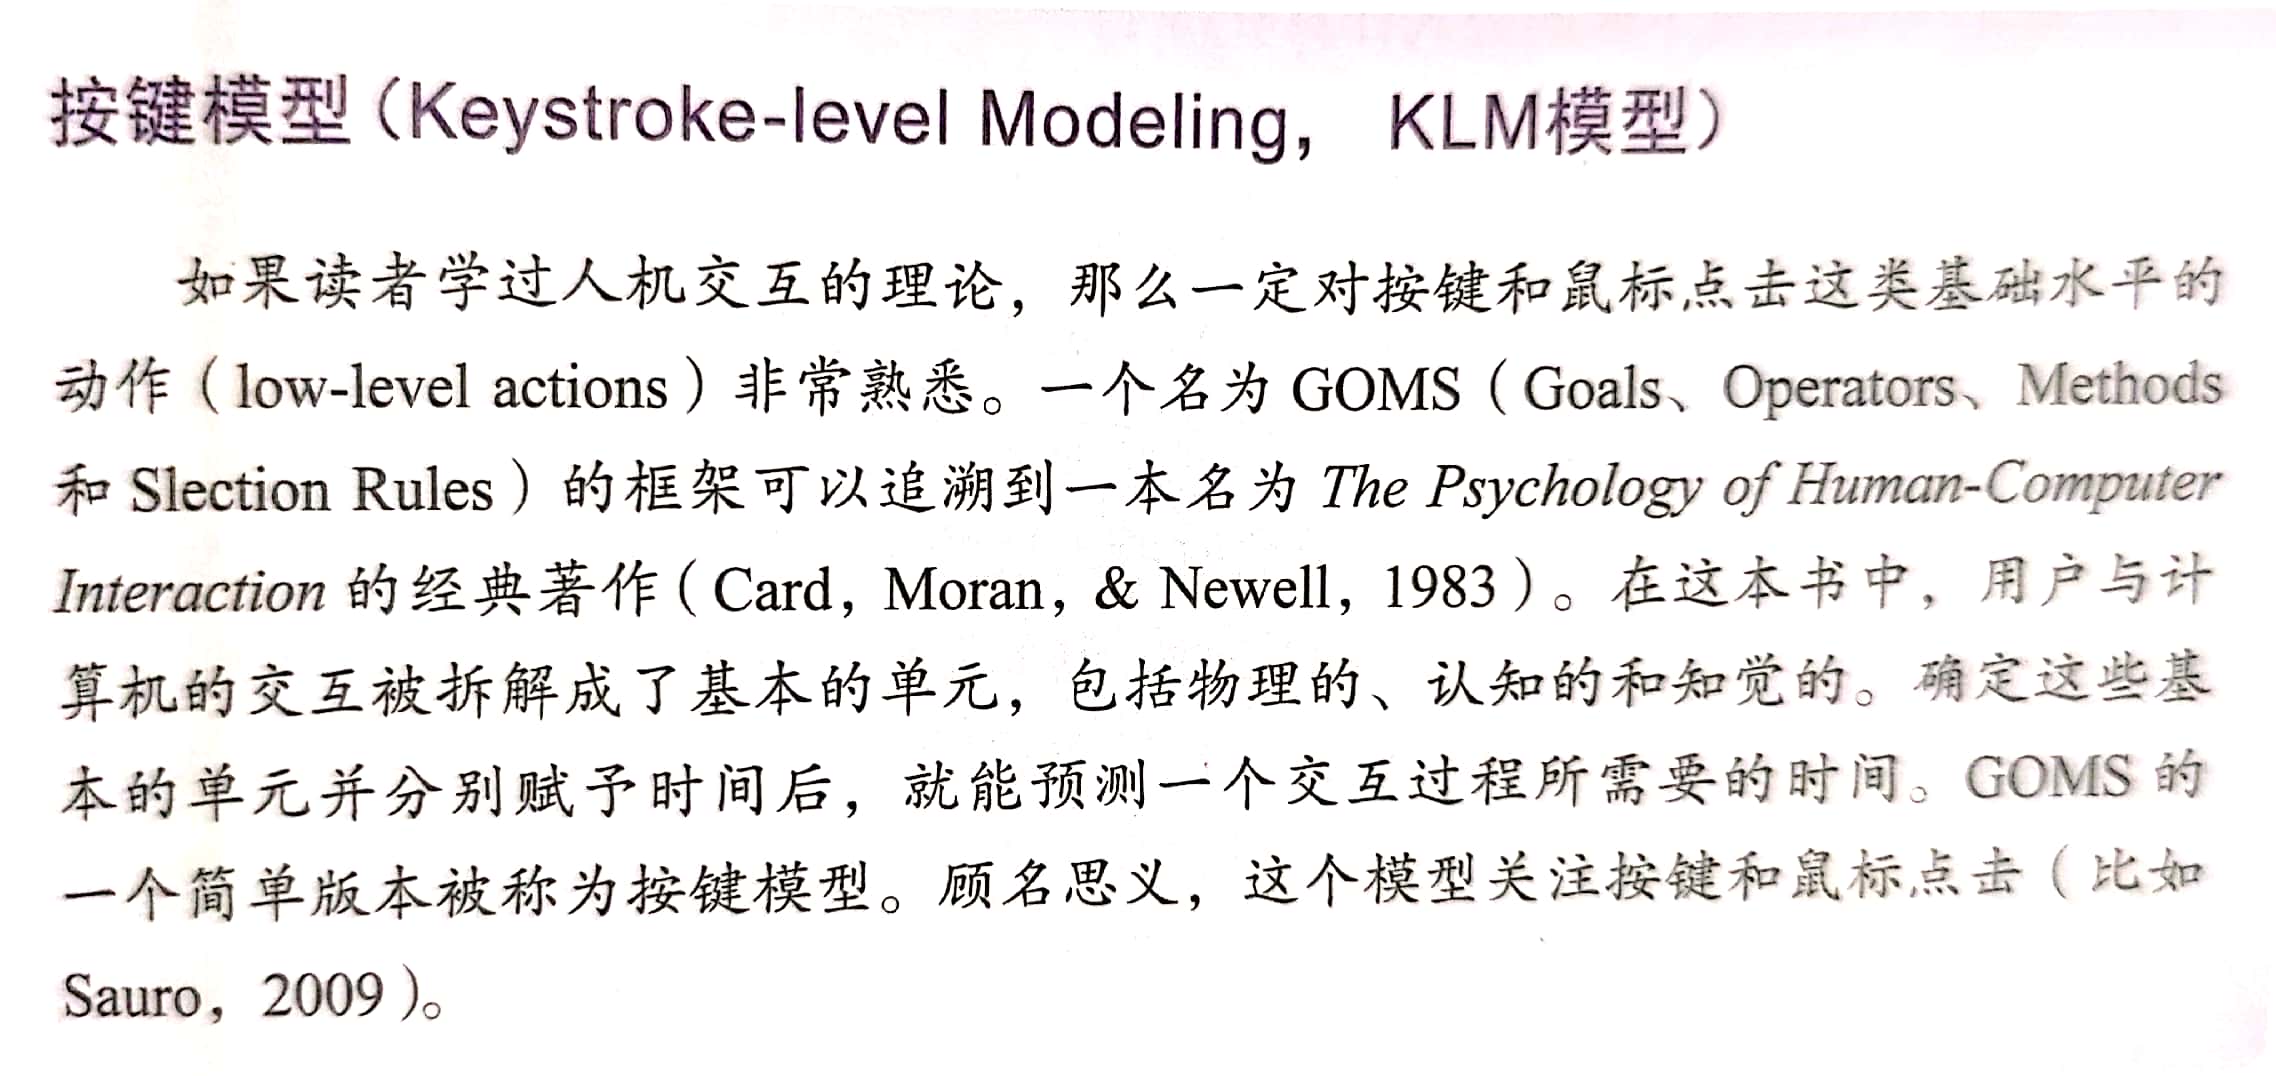 按键模型（Keystroke-level Modeling， KLM模型）
如果读者学过人机交互的理论，那么一定对按键和鼠标点击这类基础水平的
动作（low-level actions）非常熟悉。一个名为 GOMS（Goals、Operators、Methods
和 Slection Rules）的框架可以追溯到一本名为 The Psychology of Human-Computer
Interaction 的经典著作（Card，Moran，& Newell，1983）。在这本书中，用户与计
算机的交互被拆解成了基本的单元，包括物理的、认知的和知觉的。确定这些基
本的单元并分别赋予时间后，就能预测一个交互过程所需要的时间。GOMS 的
一个简单版本被称为按键模型。顾名思义，这个模型关注按键和鼠标点击（比如
Sauro，2009）。